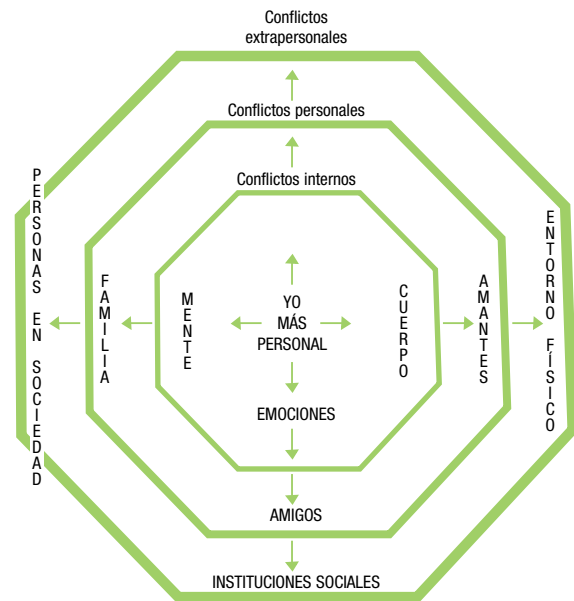 Conflictos
extrapersonales
Conflictos personales
Conflictos internos
PERSONAS EN SOCIEDAD
FAMILIA
MENTE
YO
MÁS
PERSONAL
CUERPO
AMANTES
ENTORNO FÍSICO
EMOCIONES
AMIGOS
INSTITUCIONES SOCIALES